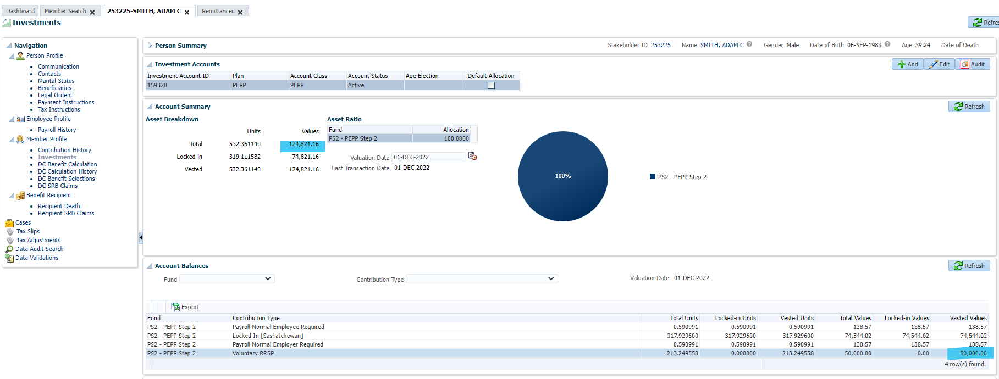 Dashboard Member Search 253225-SMITH, ADAM C Remittances
Investments
Refre
Navigation
Person Profile
Communication
Contacts
Marital Status
Beneficiaries
Legal Orders
Payment Instructions
Tax Instructions
Employee Profile
Payroll History
Member Profile
Contribution History
Investments
DC Benefit Calculation
DC Calculation History
DC Benefit Selections
DC SRB Claims
Benefit Recipient
Recipient Death
Recipient SRB Claims
Cases
Tax Slips
Tax Adjustments
Data Audit Search
Data Validations
Person Summary Stakeholder ID 253225 Name SMITH, ADAM C Gender Male Date of Birth 06-SEP-1983 Age 39.24 Date of Death
Investment Accounts Add Edit Audit
Investment Account ID Plan Account Class Account Status Age Election Default Allocation
159320 PEPP PEPP Active
Account Summary Refresh
Asset Breakdown
Units Values
Total 532.361140 124,821.16
Locked-in 319.111582 74,821.16
Vested 532.361140 124,821.16
Asset Ratio
Fund Allocation
PS2 - PEPP Step 2 100.0000
Valuation Date 01-DEC-2022
Last Transaction Date 01-DEC-2022
100%
PS2 - PEPP Step 2
Account Balances Refresh
Fund Contribution Type Valuation Date 01-DEC-2022
Export
Fund Contribution Type Total Units Locked-in Units Vested Units Total Values Locked-in Values Vested Values
PS2 - PEPP Step 2 Payroll Normal Employee Required 0.590991 0.590991 0.590991 138.57 138.57 138.57
PS2 - PEPP Step 2 Locked-In [Saskatchewan] 317.929600 317.929600 317.929600 74,544.02 74,544.02 74,544.02
PS2 - PEPP Step 2 Payroll Normal Employer Required 0.590991 0.590991 0.590991 138.57 138.57 138.57
PS2 - PEPP Step 2 Voluntary RRSP 213.249558 0.000000 213.249558 50,000.00 0.00 50,000.00
4 row(s) found.